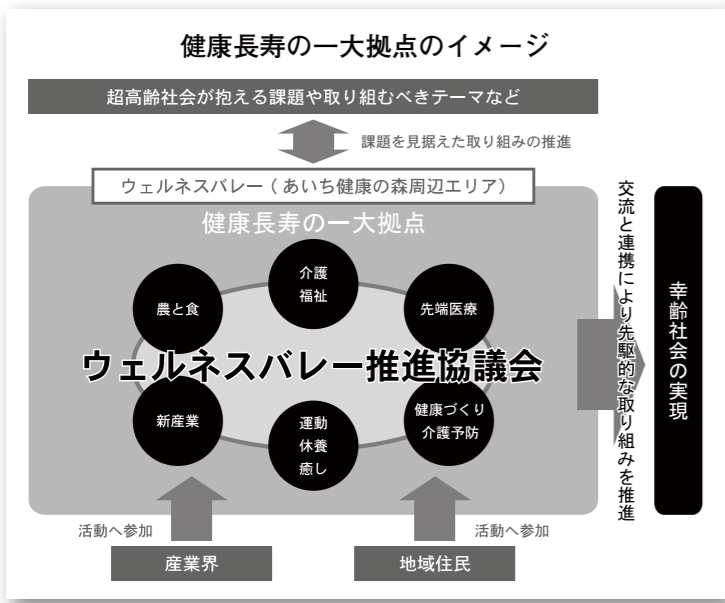 健康長寿の一大拠点のイメージ
超高齢社会が抱える課題や取り組むべきテーマなど
課題を見据えた取り組みの推進
ウェルネスバレー（あいち健康の森周辺エリア）
健康長寿の一大拠点
介護
福祉
農と食
先端医療
ウェルネスバレー推進協議会
新産業
運動
休養
癒し
健康づくり
介護予防
交流と連携により先駆的な取り組みを推進
幸齢社会の実現
活動へ参加
活動へ参加
産業界
地域住民